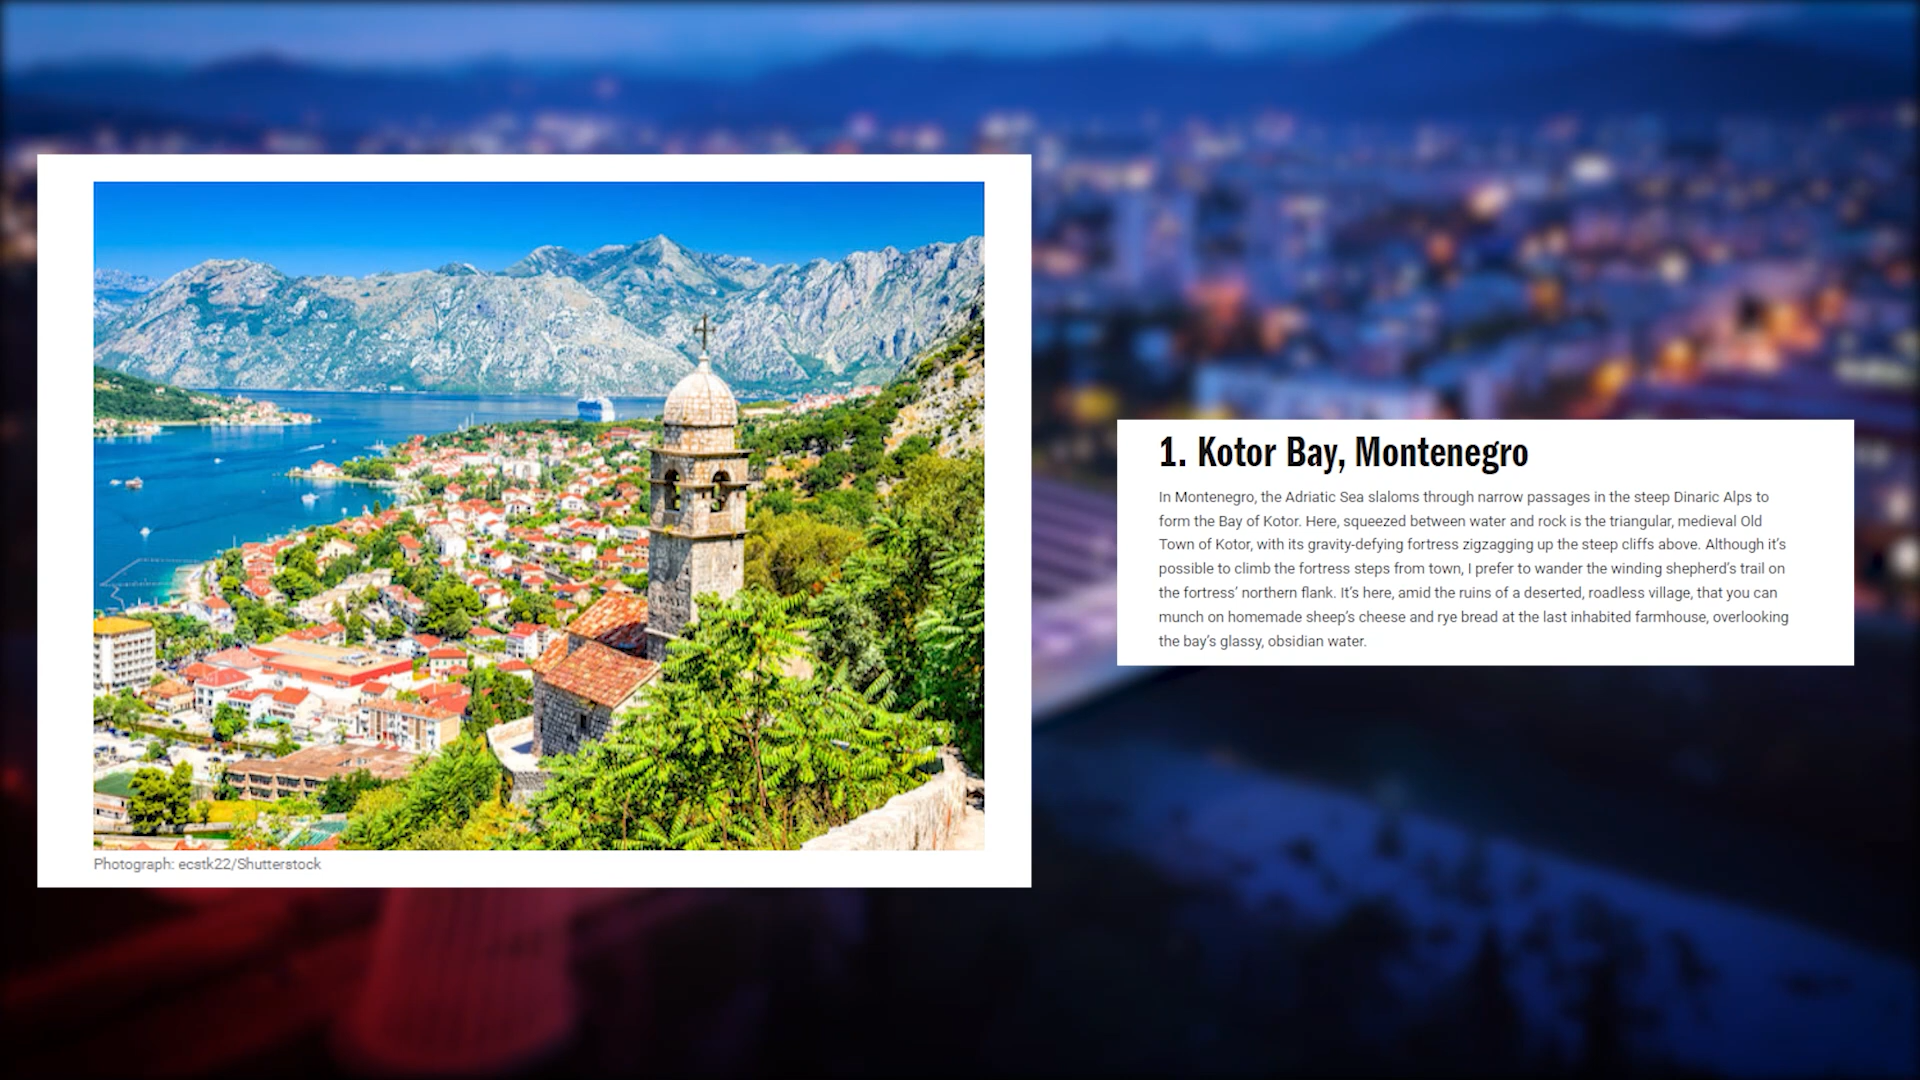 1. Kotor Bay, Montenegro
In Montenegro, the Adriatic Sea slaloms through narrow passages in the steep Dinaric Alps to
form the Bay of Kotor. Here, squeezed between water and rock is the triangular, medieval Old
Town of Kotor, with its gravity-defying fortress zigzagging up the steep cliffs above. Although it’s
possible to climb the fortress steps from town, I prefer to wander the winding shepherd’s trail on
the fortress’ northern flank. It’s here, amid the ruins of a deserted, roadless village, that you can
munch on homemade sheep’s cheese and rye bread at the last inhabited farmhouse, overlooking
the bay’s glassy, obsidian water.
Photograph: ecstk22/Shutterstock